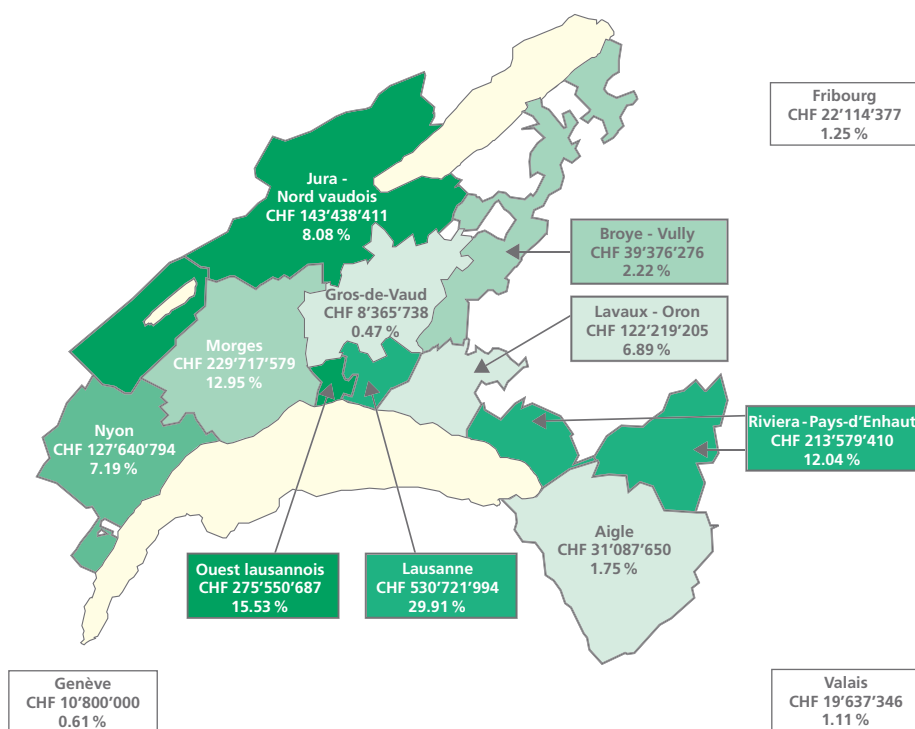 Fribourg
CHF 22’114’377
1.25 %
Jura -
Nord vaudois
CHF 143’438’411
8.08 %
Broye - Vully
CHF 39’376’276
2.22 %
Gros-de-Vaud
CHF 8’365’738
0.47 %
Lavaux - Oron
CHF 122’219’205
6.89 %
Morges
CHF 229’717’579
12.95 %
Nyon
CHF 127’640’794
7.19 %
Riviera - Pays-d’Enhaut
CHF 213’579’410
12.04 %
Aigle
CHF 31’087’650
1.75 %
Ouest lausannois
CHF 275’550’687
15.53 %
Lausanne
CHF 530’721’994
29.91 %
Genève
CHF 10’800’000
0.61 %
Valais
CHF 19’637’346
1.11 %